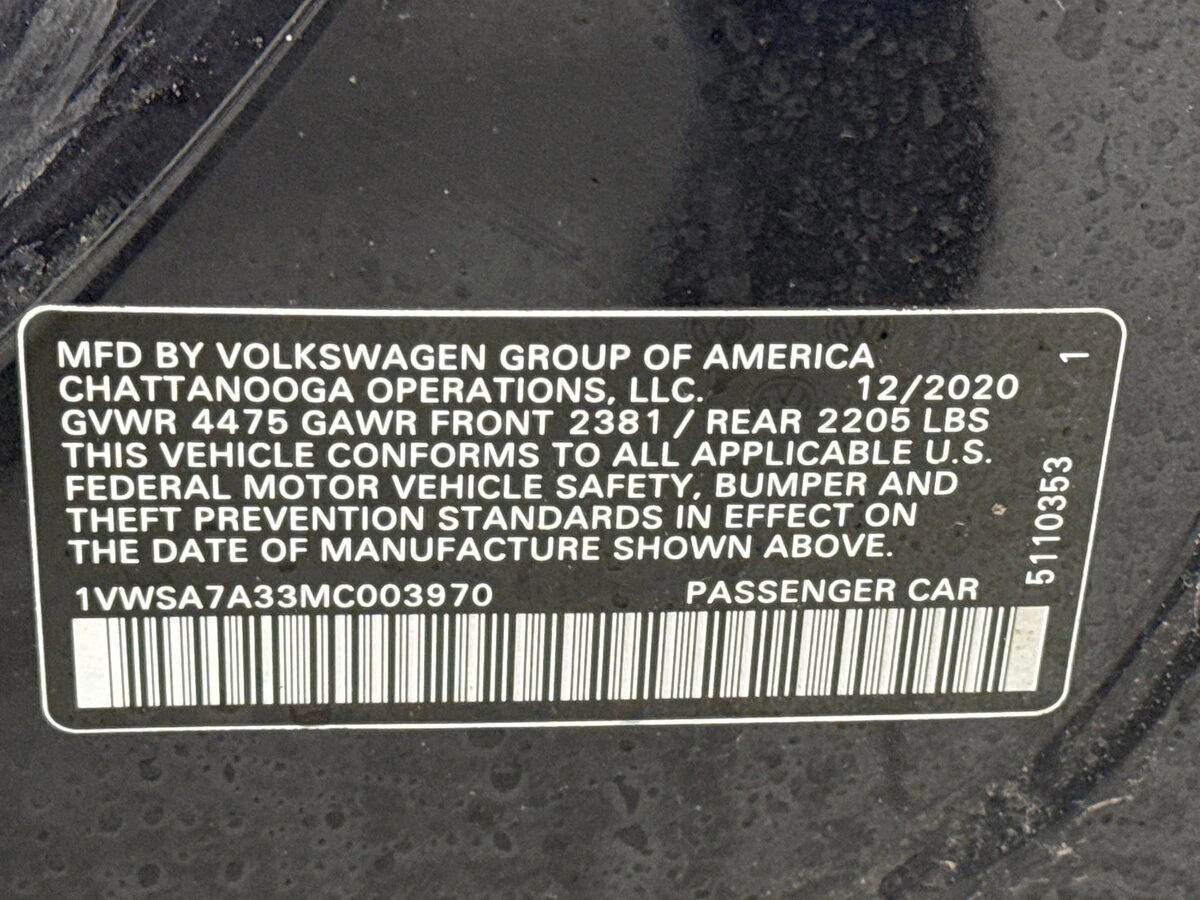 MFD BY VOLKSWAGEN GROUP OF AMERICA
CHATTANOOGA OPERATIONS, LLC. 12/2020
GVWR 4475 GAWR FRONT 2381 / REAR 2205 LBS
THIS VEHICLE CONFORMS TO ALL APPLICABLE U.S.
FEDERAL MOTOR VEHICLE SAFETY, BUMPER AND
THEFT PREVENTION STANDARDS IN EFFECT ON
THE DATE OF MANUFACTURE SHOWN ABOVE.
1VWSA7A33MC003970 PASSENGER CAR
5110353 1